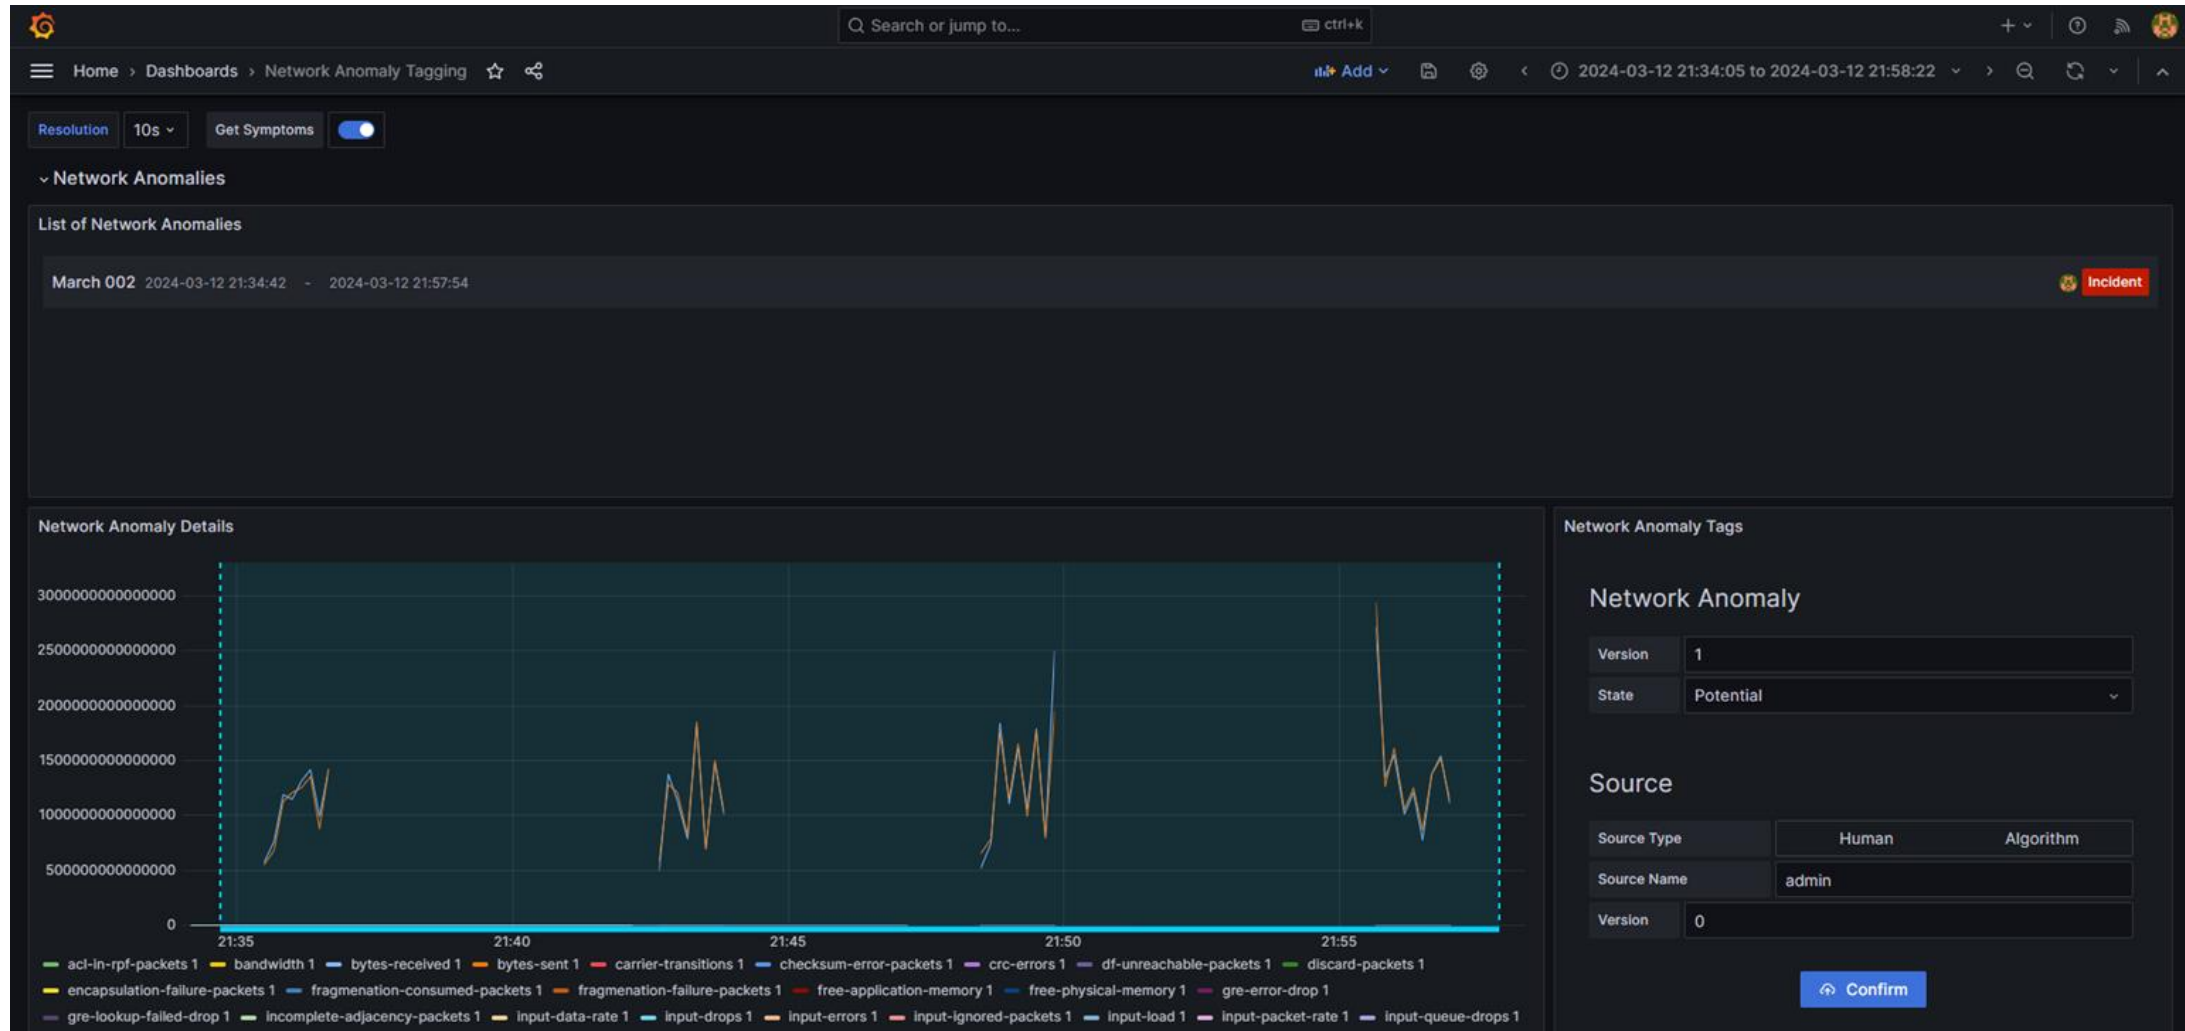 Search or jump to... ctrl+k
Home › Dashboards › Network Anomaly Tagging Add 2024-03-12 21:34:05 to 2024-03-12 21:58:22
Resolution 10s Get Symptoms
Network Anomalies
List of Network Anomalies
March 002 2024-03-12 21:34:42 - 2024-03-12 21:57:54 Incident
Network Anomaly Details
3000000000000000
2500000000000000
2000000000000000
1500000000000000
1000000000000000
500000000000000
0
21:35 21:40 21:45 21:50 21:55
acl-in-rpf-packets 1 bandwidth 1 bytes-received 1 bytes-sent 1 carrier-transitions 1 checksum-error-packets 1 crc-errors 1 df-unreachable-packets 1 discard-packets 1
encapsulation-failure-packets 1 fragmenation-consumed-packets 1 fragmenation-failure-packets 1 free-application-memory 1 free-physical-memory 1 gre-error-drop 1
gre-lookup-failed-drop 1 incomplete-adjacency-packets 1 input-data-rate 1 input-drops 1 input-errors 1 input-ignored-packets 1 input-load 1 input-packet-rate 1 input-queue-drops 1
Network Anomaly Tags
Network Anomaly
Version 1
State Potential
Source
Source Type Human Algorithm
Source Name admin
Version 0
Confirm